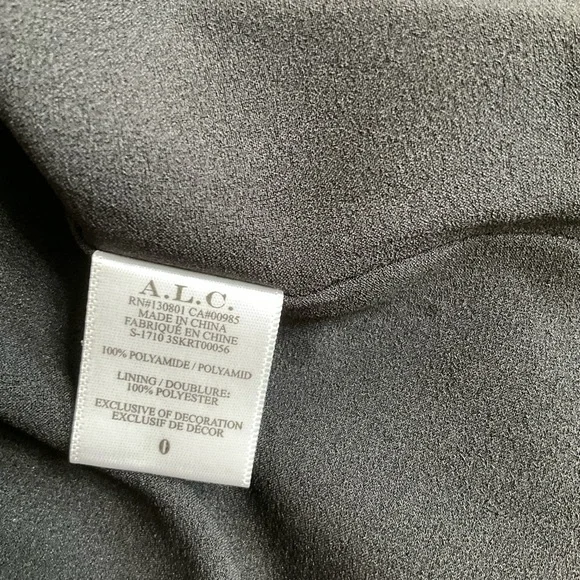 A.L.C.
RN#130801 CA#00985
MADE IN CHINA
FABRIQUÉ EN CHINE
S-1710 3SKRT00056
100% POLYAMIDE / POLYAMID
LINING / DOUBLURE:
100% POLYESTER
EXCLUSIVE OF DECORATION
EXCLUSIF DE DÉCOR
0